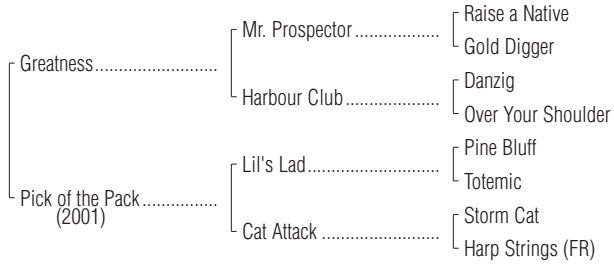 Raise a Native
Mr. Prospector ....................
Gold Digger
Greatness .............................
Danzig
Harbour Club ......................
Over Your Shoulder
Pine Bluff
Lil's Lad ...............................
Totemic
Pick of the Pack ..................
(2001)
Storm Cat
Cat Attack ............................
Harp Strings (FR)